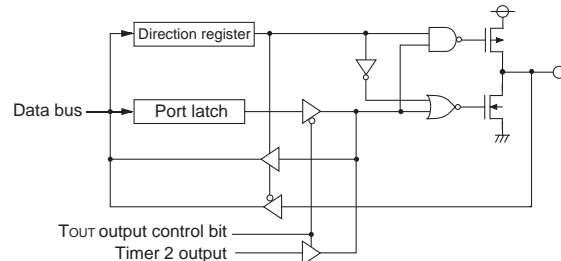 Direction register
Data bus
Port latch
TOUT output control bit
Timer 2 output